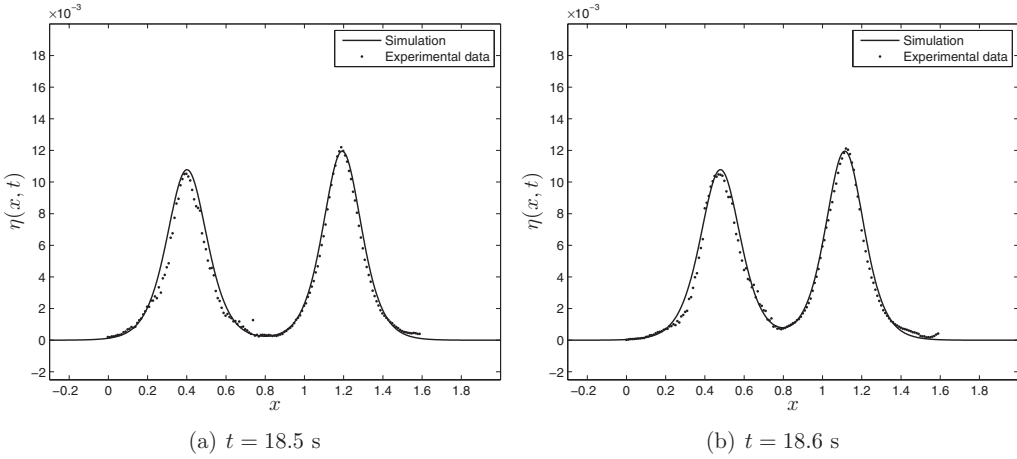 ×10⁻³
18
16
14
12
10
8
6
4
2
0
−2
η(x, t)
Simulation
Experimental data
−0.2 0 0.2 0.4 0.6 0.8 1 1.2 1.4 1.6 1.8
x
(a) t = 18.5 s
×10⁻³
18
16
14
12
10
8
6
4
2
0
−2
η(x, t)
Simulation
Experimental data
−0.2 0 0.2 0.4 0.6 0.8 1 1.2 1.4 1.6 1.8
x
(b) t = 18.6 s